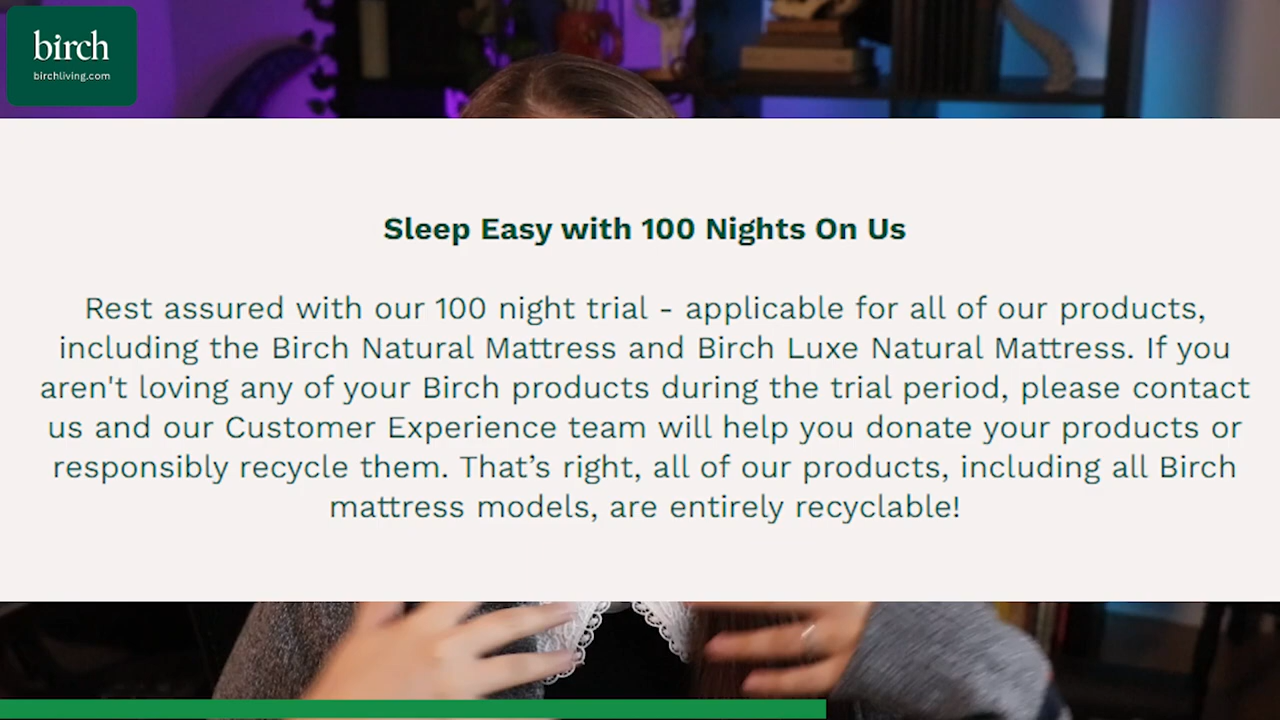 birch
birchliving.com
Sleep Easy with 100 Nights On Us
Rest assured with our 100 night trial - applicable for all of our products,
including the Birch Natural Mattress and Birch Luxe Natural Mattress. If you
aren't loving any of your Birch products during the trial period, please contact
us and our Customer Experience team will help you donate your products or
responsibly recycle them. That’s right, all of our products, including all Birch
mattress models, are entirely recyclable!